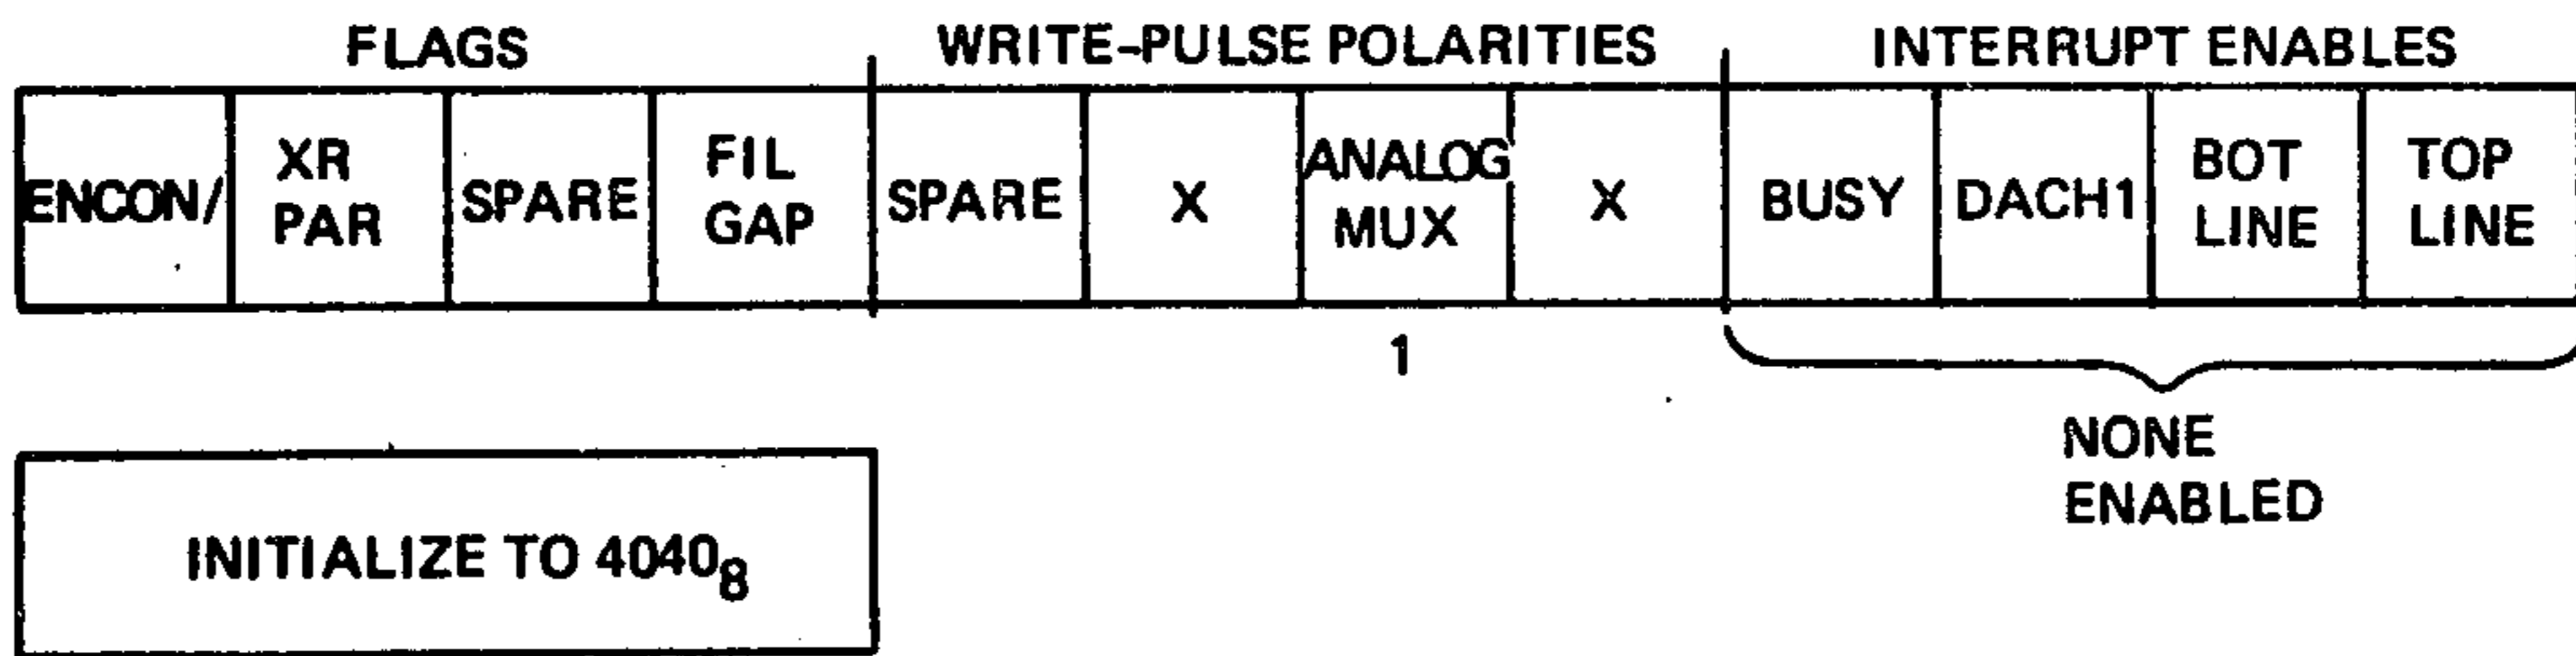 FLAGS WRITE-PULSE POLARITIES INTERRUPT ENABLES
ENCON/ XR PAR SPARE FIL GAP SPARE X ANALOG MUX X BUSY DACH1 BOT LINE TOP LINE
1
NONE
ENABLED
INITIALIZE TO 4040₈